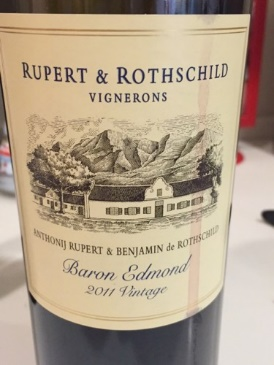 RUPERT & ROTHSCHILD
VIGNERONS
ANTHONIJ RUPERT & BENJAMIN de ROTHSCHILD
Baron Edmond
2011 Vintage